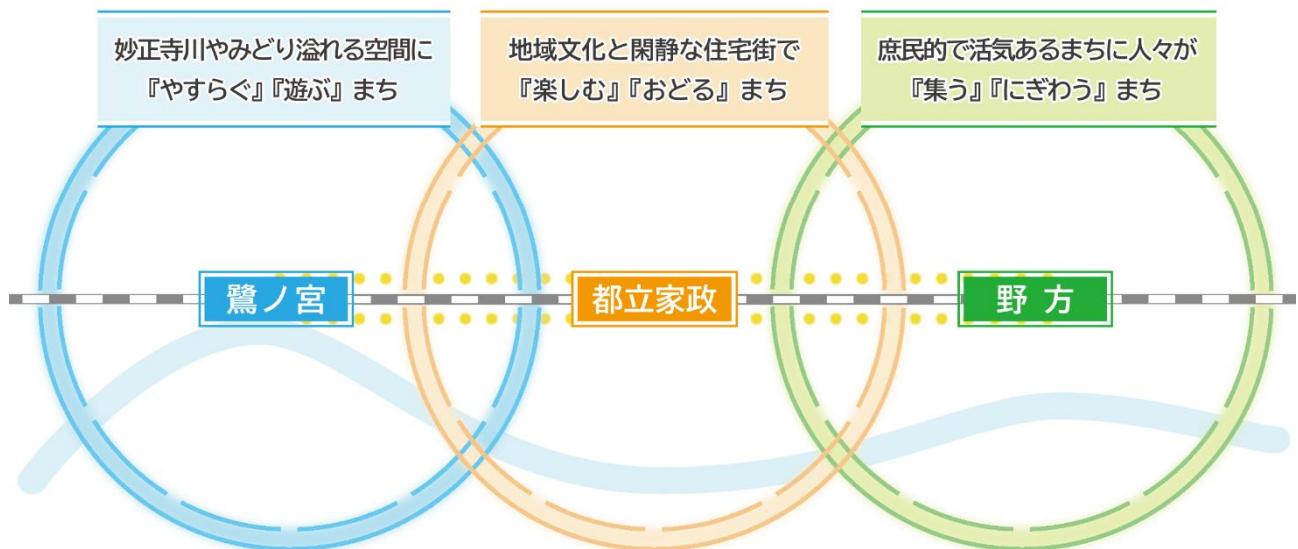 妙正寺川やみどり溢れる空間に
『やすらぐ』『遊ぶ』まち
地域文化と閑静な住宅街で
『楽しむ』『おどる』まち
庶民的で活気あるまちに人々が
『集う』『にぎわう』まち
鷺ノ宮
都立家政
野方